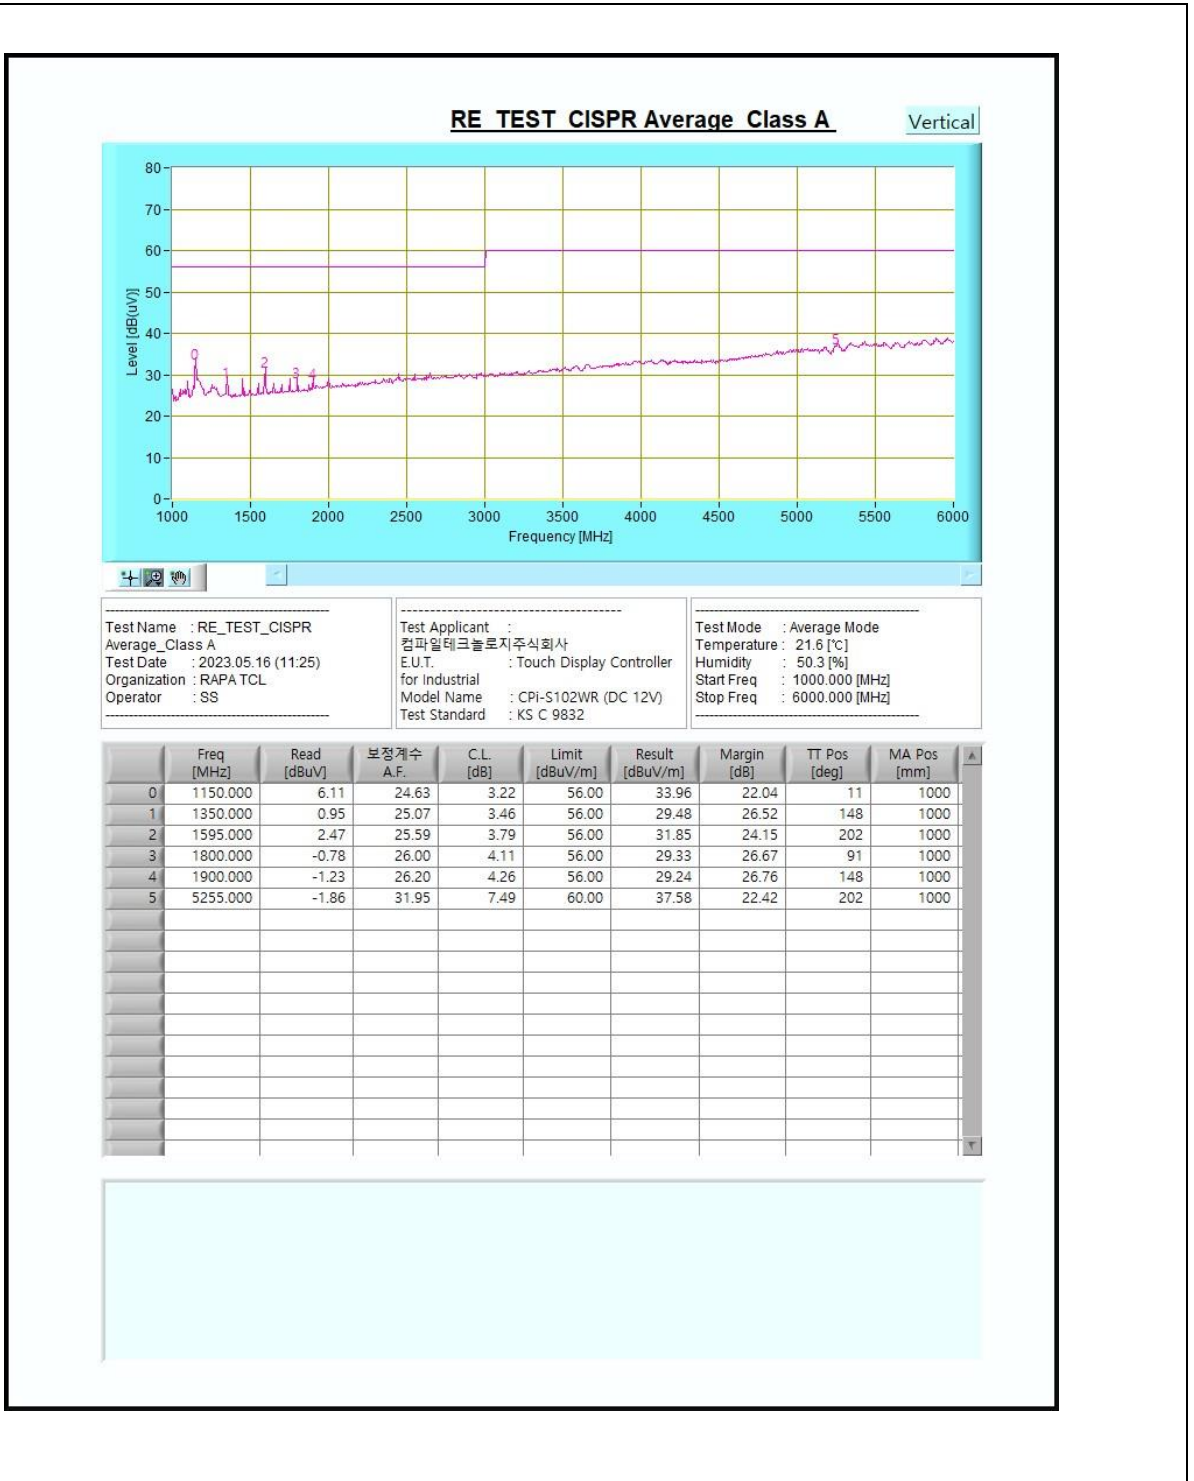 RE_TEST_CISPR Average_Class A
Vertical
80
70
60
50
40
30
20
10
0
Level [dB(uV)]
0
1
2
3
4
5
1000 1500 2000 2500 3000 3500 4000 4500 5000 5500 6000
Frequency [MHz]
Test Name : RE_TEST_CISPR
Average_Class A
Test Date : 2023.05.16 (11:25)
Organization : RAPA TCL
Operator : SS
Test Applicant :
컴파일테크놀로지주식회사
E.U.T. : Touch Display Controller
for Industrial
Model Name : CPi-S102WR (DC 12V)
Test Standard : KS C 9832
Test Mode : Average Mode
Temperature : 21.6 [℃]
Humidity : 50.3 [%]
Start Freq : 1000.000 [MHz]
Stop Freq : 6000.000 [MHz]
Freq [MHz] Read [dBuV] 보정계수 A.F. C.L. [dB] Limit [dBuV/m] Result [dBuV/m] Margin [dB] TT Pos [deg] MA Pos [mm]
0 1150.000 6.11 24.63 3.22 56.00 33.96 22.04 11 1000
1 1350.000 0.95 25.07 3.46 56.00 29.48 26.52 148 1000
2 1595.000 2.47 25.59 3.79 56.00 31.85 24.15 202 1000
3 1800.000 -0.78 26.00 4.11 56.00 29.33 26.67 91 1000
4 1900.000 -1.23 26.20 4.26 56.00 29.24 26.76 148 1000
5 5255.000 -1.86 31.95 7.49 60.00 37.58 22.42 202 1000